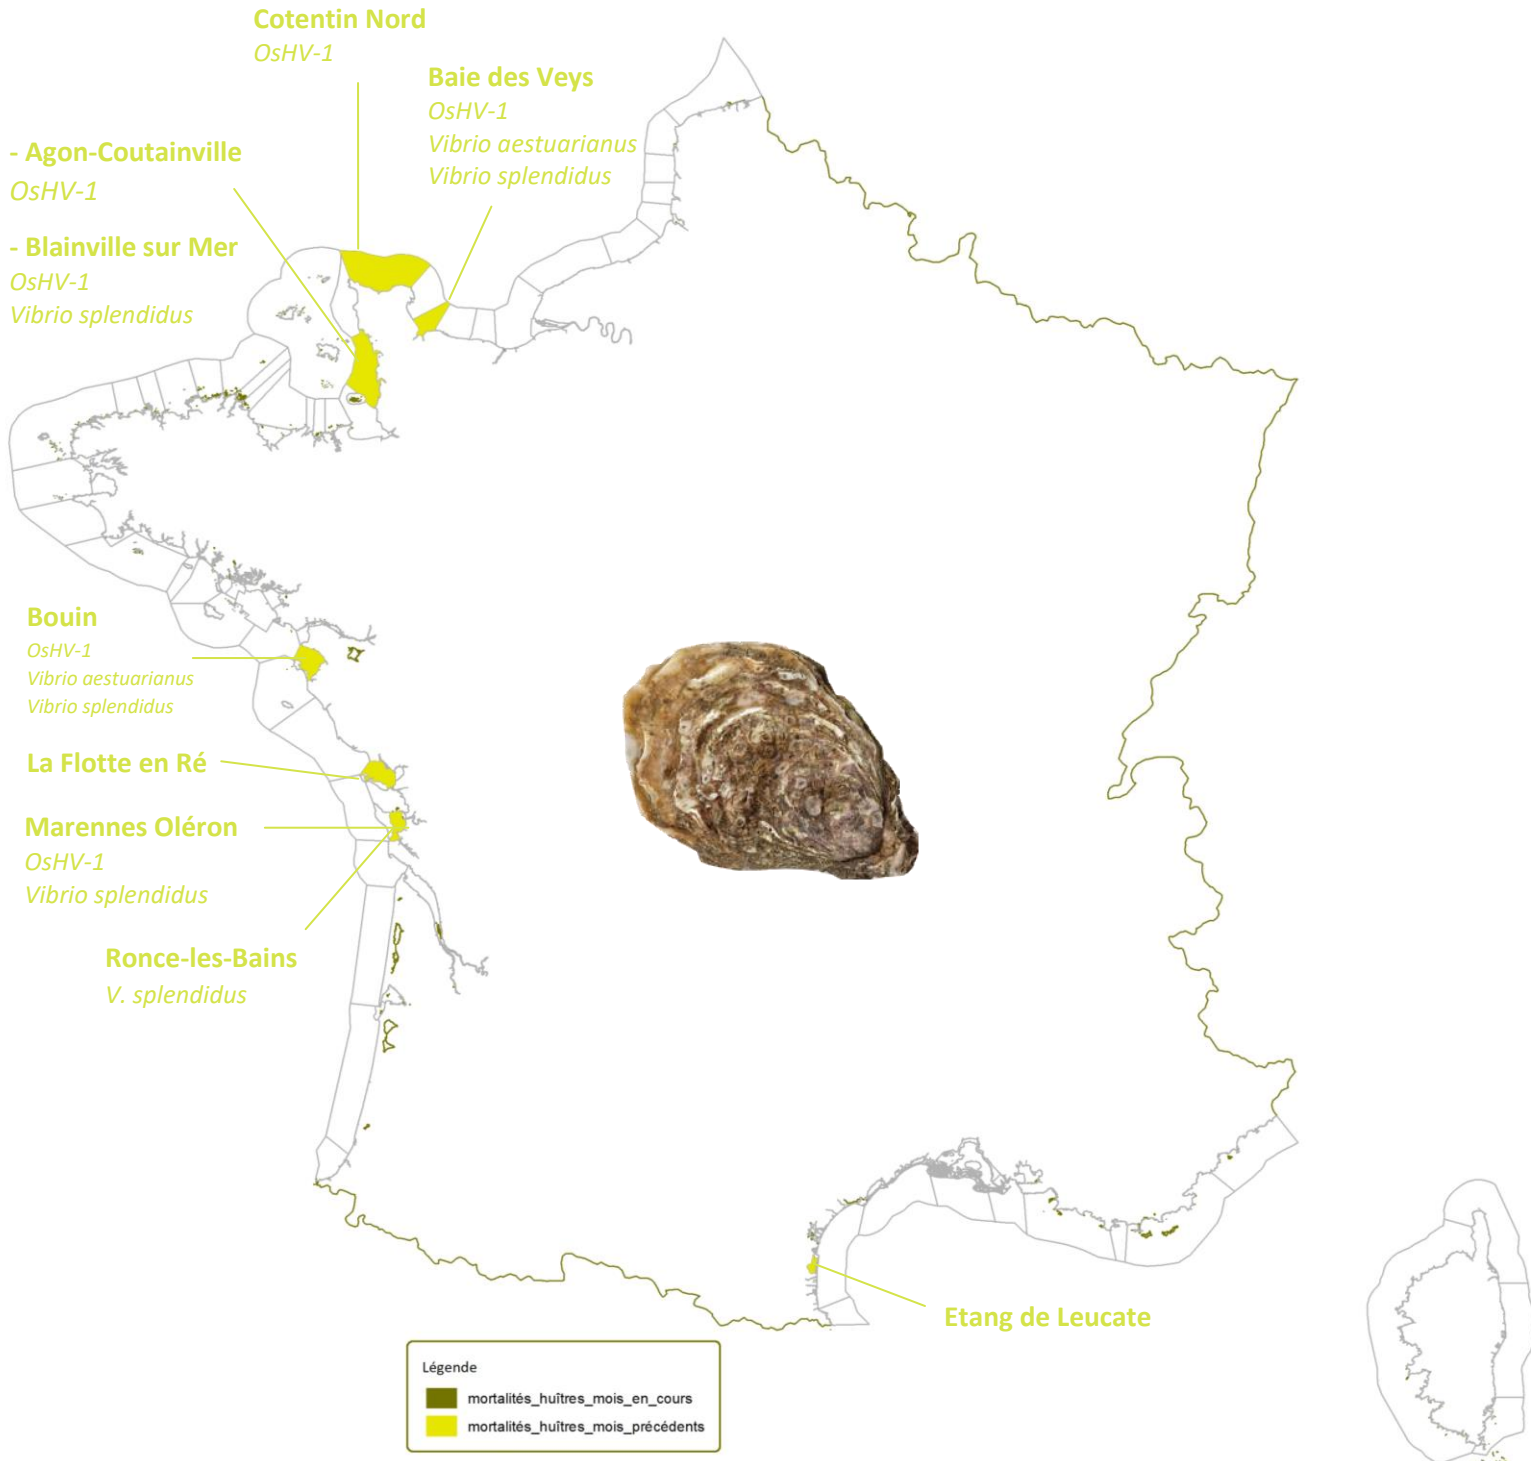 Cotentin Nord
OsHV-1
Baie des Veys
OsHV-1
Vibrio aestuarianus
Vibrio splendidus
- Agon-Coutainville
OsHV-1
- Blainville sur Mer
OsHV-1
Vibrio splendidus
Bouin
OsHV-1
Vibrio aestuarianus
Vibrio splendidus
La Flotte en Ré
Marennes Oléron
OsHV-1
Vibrio splendidus
Ronce-les-Bains
V. splendidus
Etang de Leucate
Légende
mortalités_huîtres_mois_en_cours
mortalités_huîtres_mois_précédents